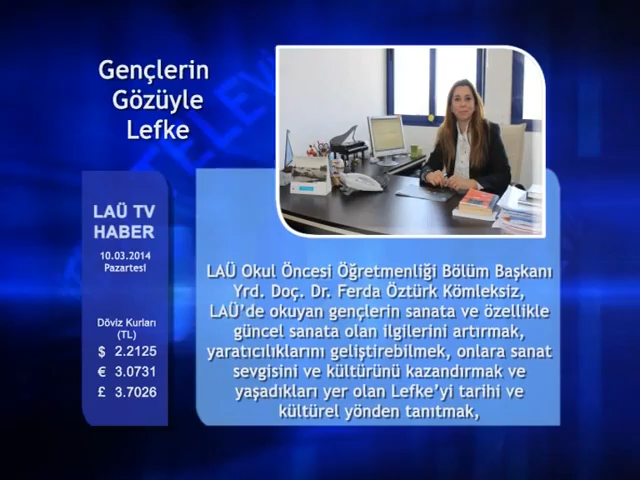 Gençlerin
Gözüyle
Lefke
LAÜ TV
HABER
10.03.2014
Pazartesi
Döviz Kurları
(TL)
$ 2.2125
€ 3.0731
£ 3.7026
LAÜ Okul Öncesi Öğretmenliği Bölüm Başkanı
Yrd. Doç. Dr. Ferda Öztürk Kömleksiz,
LAÜ'de okuyan gençlerin sanata ve özellikle
güncel sanata olan ilgilerini artırmak,
yaratıcılıklarını geliştirebilmek, onlara sanat
sevgisini ve kültürünü kazandırmak ve
yaşadıkları yer olan Lefke'yi tarihi ve
kültürel yönden tanıtmak,